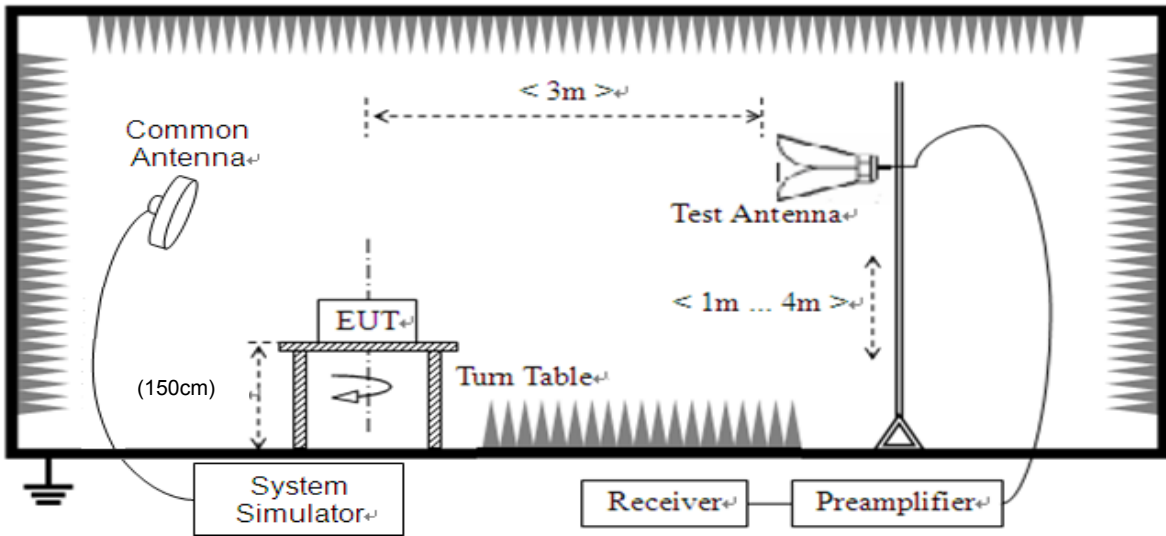 < 3m >↵
Common
Antenna↵
Test Antenna↵
< 1m ... 4m >↵
EUT↵
(150cm)
Turn Table↵
System
Simulator↵
Receiver↵
Preamplifier↵